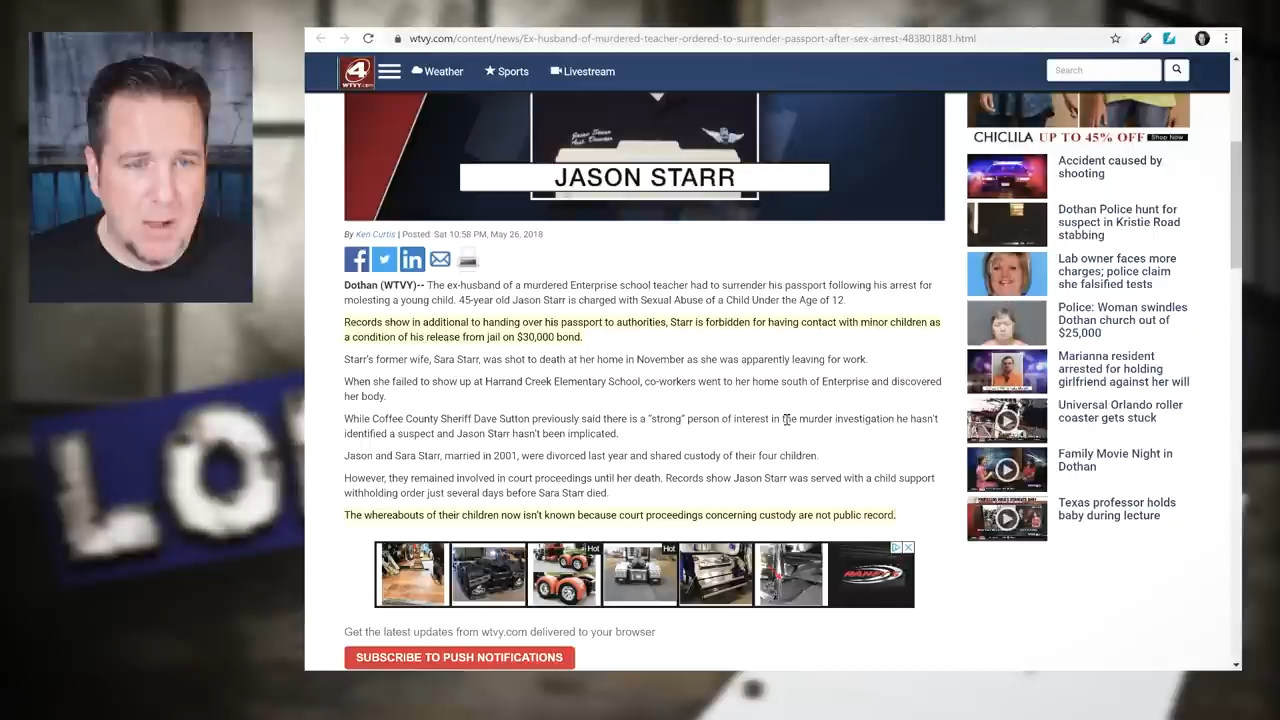 wtvy.com/content/news/Ex-husband-of-murdered-teacher-ordered-to-surrender-passport-after-sex-arrest-483801881.html
4
WTVY.com
Weather
Sports
Livestream
Search
JASON STARR
CHICLILA UP TO 45% OFF Shop Now
By Ken Curtis | Posted: Sat 10:58 PM, May 26, 2018
Dothan (WTVY)-- The ex-husband of a murdered Enterprise school teacher had to surrender his passport following his arrest for
molesting a young child. 45-year old Jason Starr is charged with Sexual Abuse of a Child Under the Age of 12.
Records show in additional to handing over his passport to authorities, Starr is forbidden for having contact with minor children as
a condition of his release from jail on $30,000 bond.
Starr's former wife, Sara Starr, was shot to death at her home in November as she was apparently leaving for work.
When she failed to show up at Harrand Creek Elementary School, co-workers went to her home south of Enterprise and discovered
her body.
While Coffee County Sheriff Dave Sutton previously said there is a “strong” person of interest in the murder investigation he hasn't
identified a suspect and Jason Starr hasn't been implicated.
Jason and Sara Starr, married in 2001, were divorced last year and shared custody of their four children.
However, they remained involved in court proceedings until her death. Records show Jason Starr was served with a child support
withholding order just several days before Sara Starr died.
The whereabouts of their children now isn't known because court proceedings concerning custody are not public record.
Hot
Hot
Get the latest updates from wtvy.com delivered to your browser
SUBSCRIBE TO PUSH NOTIFICATIONS
Accident caused by
shooting
Dothan Police hunt for
suspect in Kristie Road
stabbing
Lab owner faces more
charges; police claim
she falsified tests
Police: Woman swindles
Dothan church out of
$25,000
Marianna resident
arrested for holding
girlfriend against her will
Universal Orlando roller
coaster gets stuck
Family Movie Night in
Dothan
Texas professor holds
baby during lecture
LO